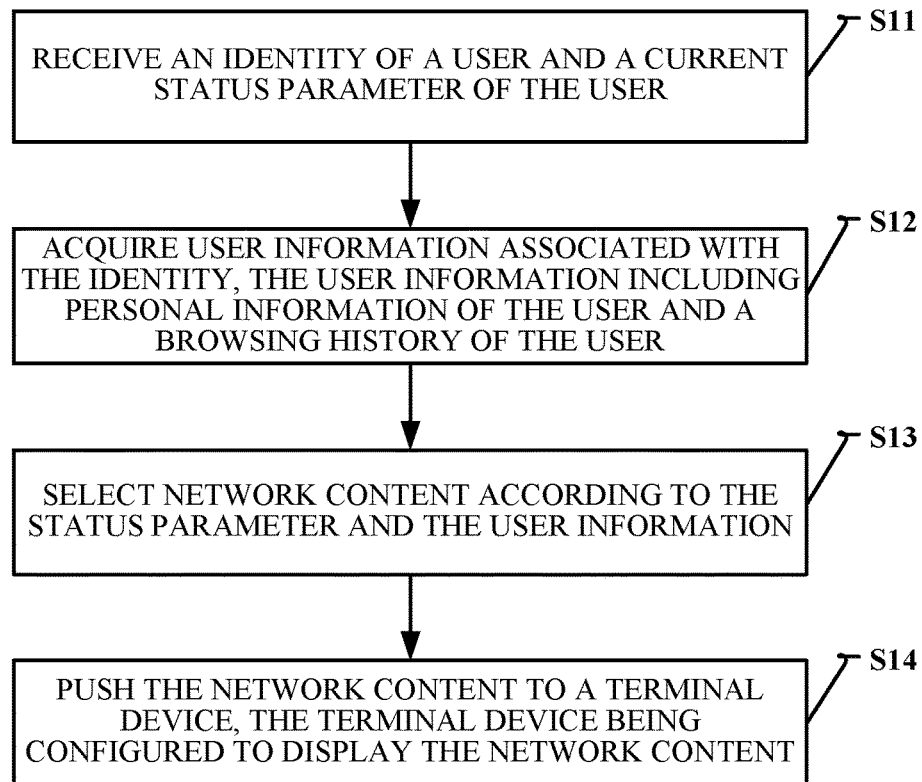 S11
RECEIVE AN IDENTITY OF A USER AND A CURRENT
STATUS PARAMETER OF THE USER
S12
ACQUIRE USER INFORMATION ASSOCIATED WITH
THE IDENTITY, THE USER INFORMATION INCLUDING
PERSONAL INFORMATION OF THE USER AND A
BROWSING HISTORY OF THE USER
S13
SELECT NETWORK CONTENT ACCORDING TO THE
STATUS PARAMETER AND THE USER INFORMATION
S14
PUSH THE NETWORK CONTENT TO A TERMINAL
DEVICE, THE TERMINAL DEVICE BEING
CONFIGURED TO DISPLAY THE NETWORK CONTENT